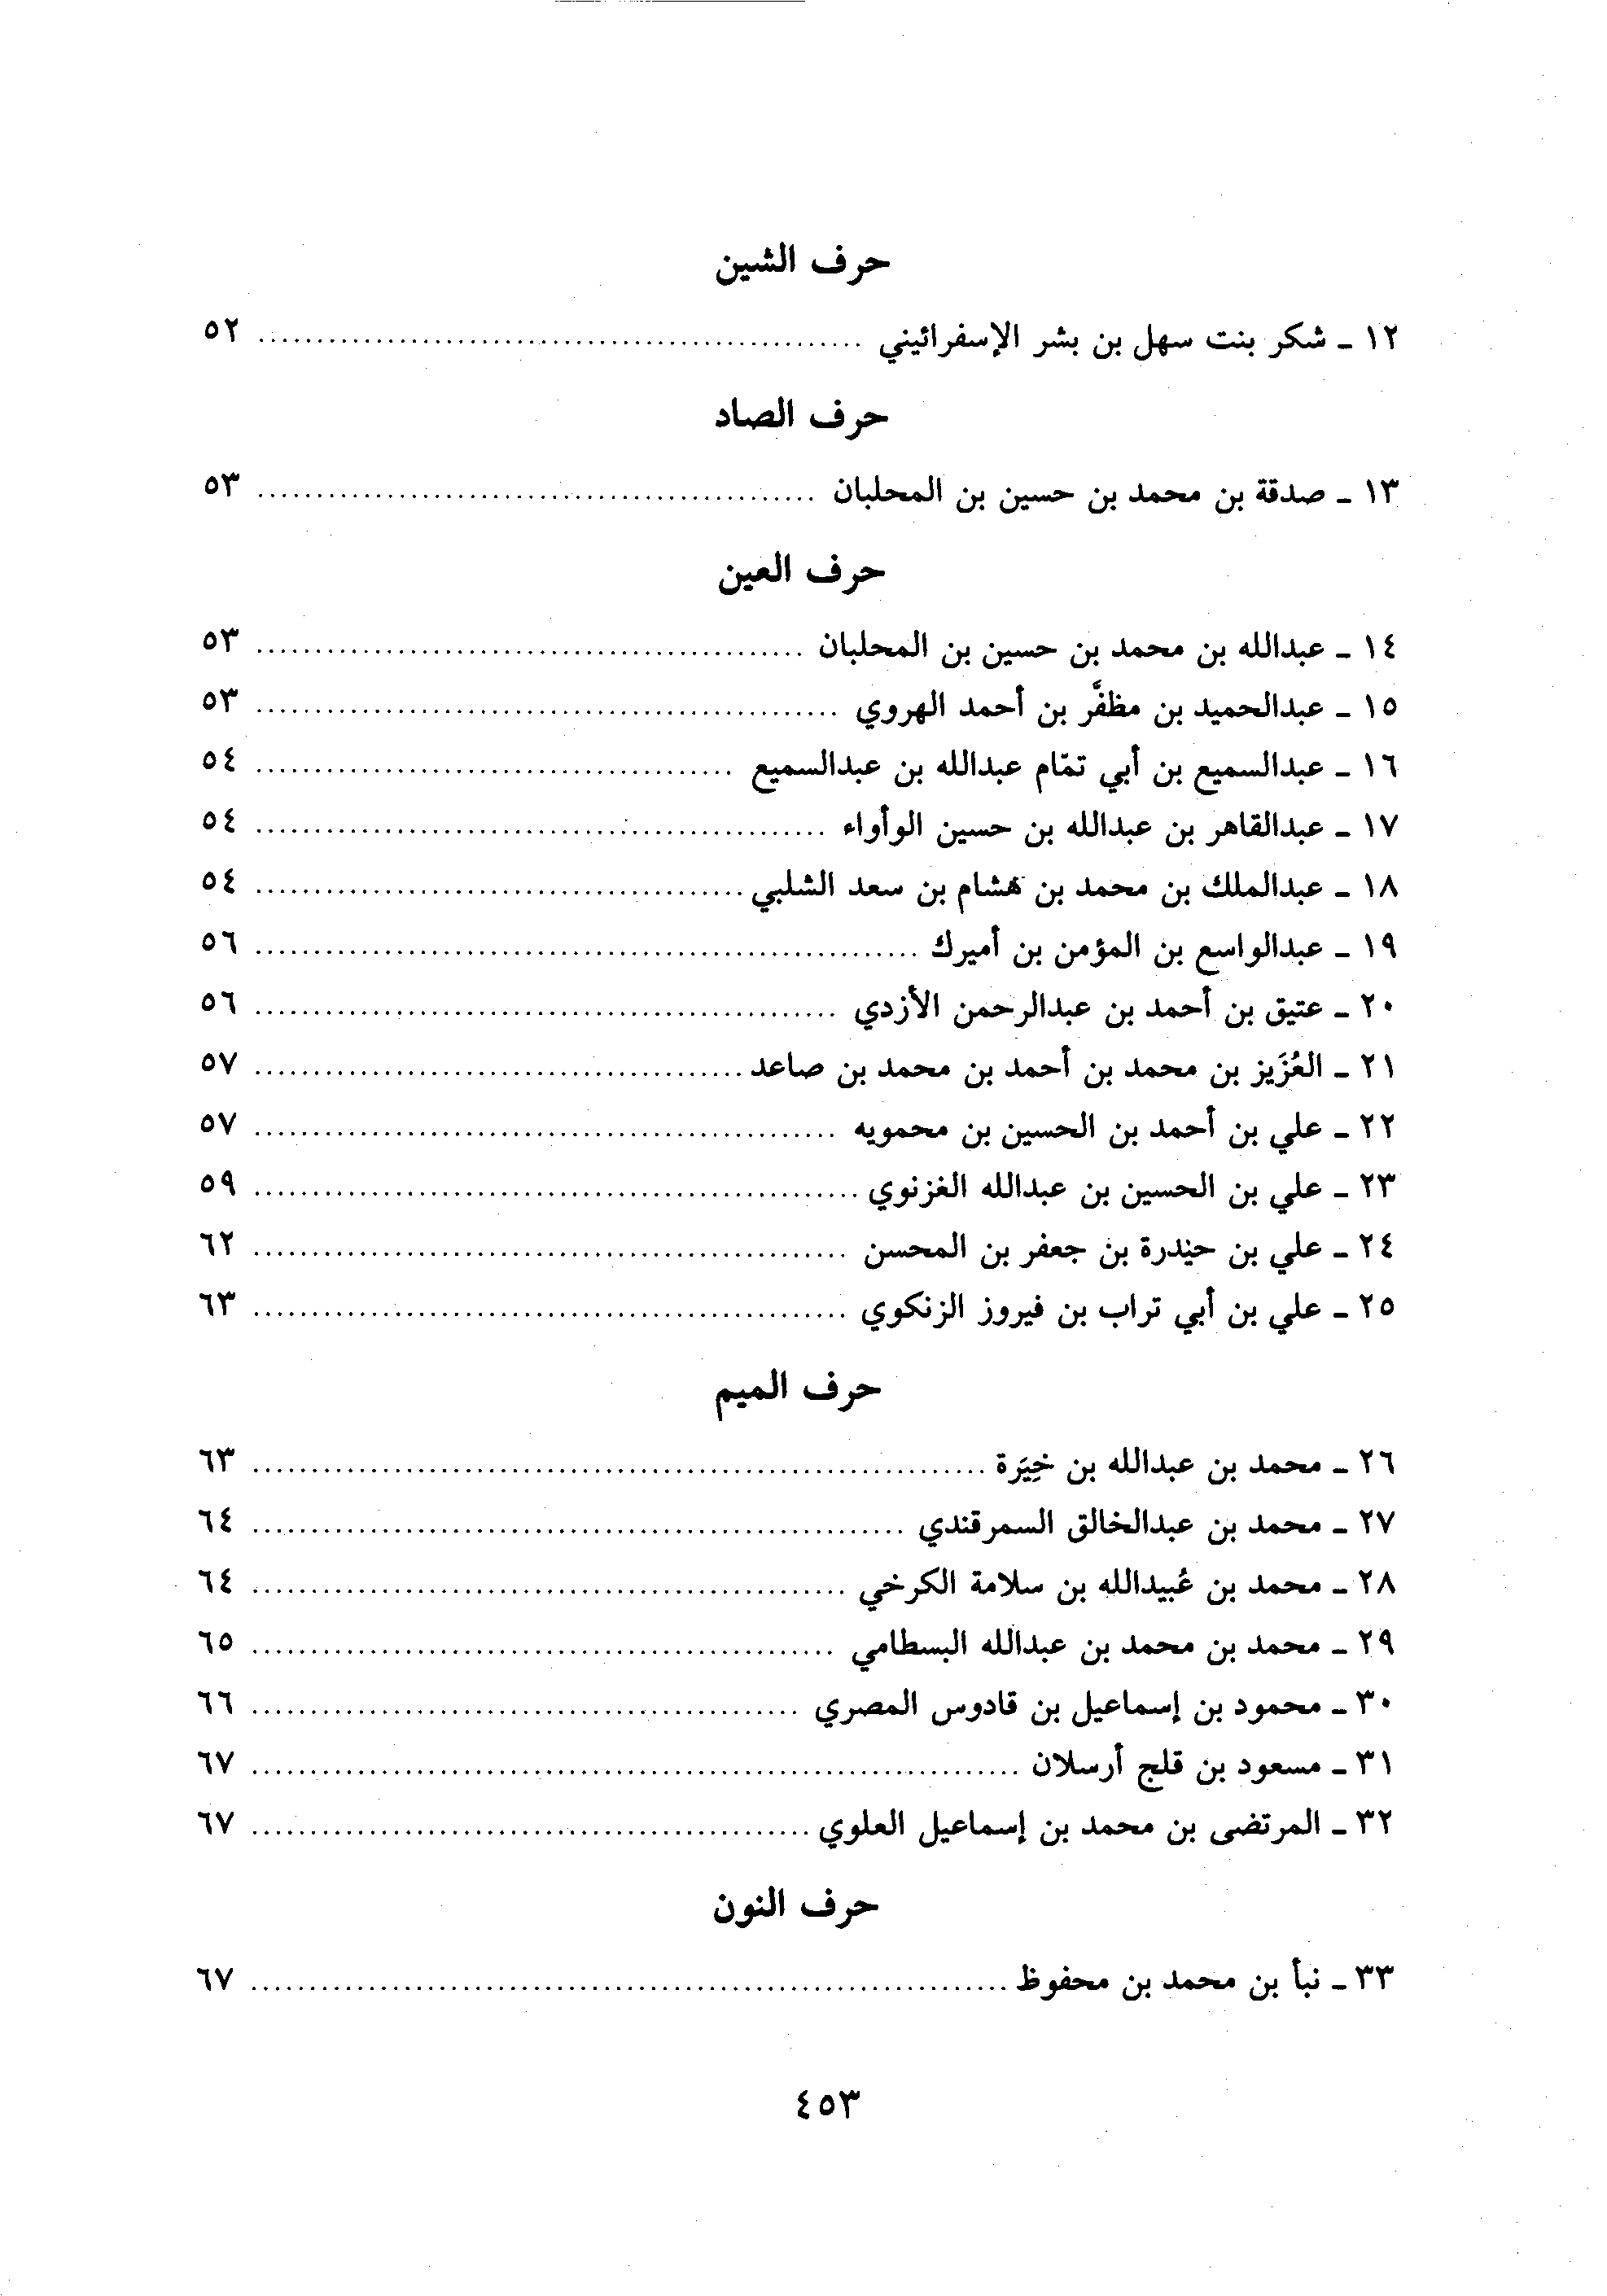 حرف الشين
١٢ ـ شكر بنت سهل بن بشر الإسفرائيني ........ ٥٢
حرف الصاد
١٣ ـ صدقة بن محمد بن حسين بن المحلبان ........ ٥٣
حرف العين
١٤ ـ عبدالله بن محمد بن حسين بن المحلبان ........ ٥٣
١٥ ـ عبدالحميد بن مظفَّر بن أحمد الهروي ........ ٥٣
١٦ ـ عبدالسميع بن أبي تمّام عبدالله بن عبدالسميع ........ ٥٤
١٧ ـ عبدالقاهر بن عبدالله بن حسين الوأواء ........ ٥٤
١٨ ـ عبدالملك بن محمد بن هشام بن سعد الشلبي ........ ٥٤
١٩ ـ عبدالواسع بن المؤمن بن أميرك ........ ٥٦
٢٠ ـ عتيق بن أحمد بن عبدالرحمن الأزدي ........ ٥٦
٢١ ـ العُزَيز بن محمد بن أحمد بن محمد بن صاعد ........ ٥٧
٢٢ ـ علي بن أحمد بن الحسين بن محمويه ........ ٥٧
٢٣ ـ علي بن الحسين بن عبدالله الغزنوي ........ ٥٩
٢٤ ـ علي بن حيْدرة بن جعفر بن المحسن ........ ٦٢
٢٥ ـ علي بن أبي تراب بن فيروز الزنكوي ........ ٦٣
حرف الميم
٢٦ ـ محمد بن عبدالله بن خِيَرة ........ ٦٣
٢٧ ـ محمد بن عبدالخالق السمرقندي ........ ٦٤
٢٨ ـ محمد بن عُبيدالله بن سلامة الكرخي ........ ٦٤
٢٩ ـ محمد بن محمد بن عبدالله البسطامي ........ ٦٥
٣٠ ـ محمود بن إسماعيل بن قادوس المصري ........ ٦٦
٣١ ـ مسعود بن قلج أرسلان ........ ٦٧
٣٢ ـ المرتضى بن محمد بن إسماعيل العلوي ........ ٦٧
حرف النون
٣٣ ـ نبأ بن محمد بن محفوظ ........ ٦٧
٤٥٣